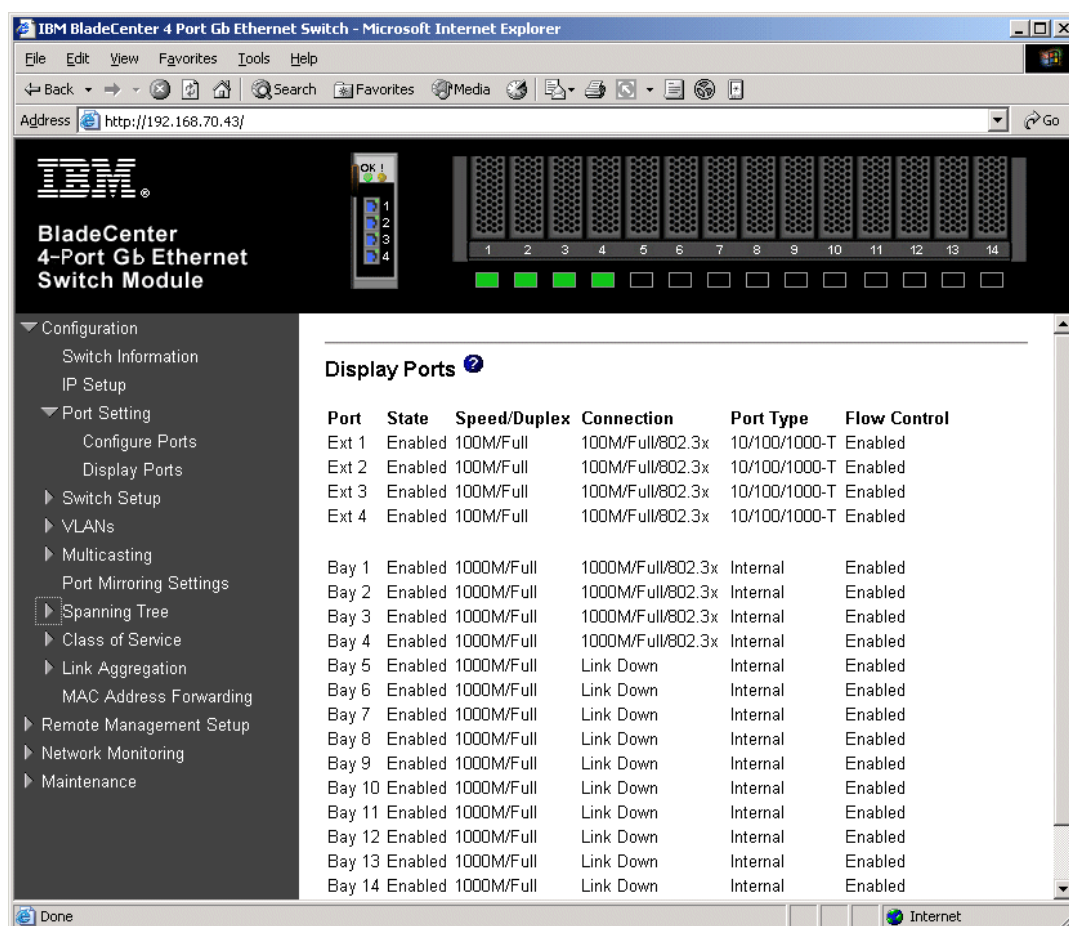 IBM BladeCenter 4 Port Gb Ethernet Switch - Microsoft Internet Explorer
File Edit View Favorites Tools Help
Back Search Favorites Media
Address http://192.168.70.43/ Go
IBM®
BladeCenter
4-Port Gb Ethernet
Switch Module
OK !
1
2
3
4
1 2 3 4 5 6 7 8 9 10 11 12 13 14
Configuration
Switch Information
IP Setup
Port Setting
Configure Ports
Display Ports
Switch Setup
VLANs
Multicasting
Port Mirroring Settings
Spanning Tree
Class of Service
Link Aggregation
MAC Address Forwarding
Remote Management Setup
Network Monitoring
Maintenance
Display Ports ?
Port State Speed/Duplex Connection Port Type Flow Control
Ext 1 Enabled 100M/Full 100M/Full/802.3x 10/100/1000-T Enabled
Ext 2 Enabled 100M/Full 100M/Full/802.3x 10/100/1000-T Enabled
Ext 3 Enabled 100M/Full 100M/Full/802.3x 10/100/1000-T Enabled
Ext 4 Enabled 100M/Full 100M/Full/802.3x 10/100/1000-T Enabled
Bay 1 Enabled 1000M/Full 1000M/Full/802.3x Internal Enabled
Bay 2 Enabled 1000M/Full 1000M/Full/802.3x Internal Enabled
Bay 3 Enabled 1000M/Full 1000M/Full/802.3x Internal Enabled
Bay 4 Enabled 1000M/Full 1000M/Full/802.3x Internal Enabled
Bay 5 Enabled 1000M/Full Link Down Internal Enabled
Bay 6 Enabled 1000M/Full Link Down Internal Enabled
Bay 7 Enabled 1000M/Full Link Down Internal Enabled
Bay 8 Enabled 1000M/Full Link Down Internal Enabled
Bay 9 Enabled 1000M/Full Link Down Internal Enabled
Bay 10 Enabled 1000M/Full Link Down Internal Enabled
Bay 11 Enabled 1000M/Full Link Down Internal Enabled
Bay 12 Enabled 1000M/Full Link Down Internal Enabled
Bay 13 Enabled 1000M/Full Link Down Internal Enabled
Bay 14 Enabled 1000M/Full Link Down Internal Enabled
Done Internet